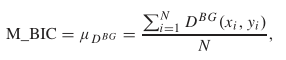 M_BIC = μ_{D^{BG}} = \frac{\sum_{i=1}^{N} D^{BG}(x_i, y_i)}{N},